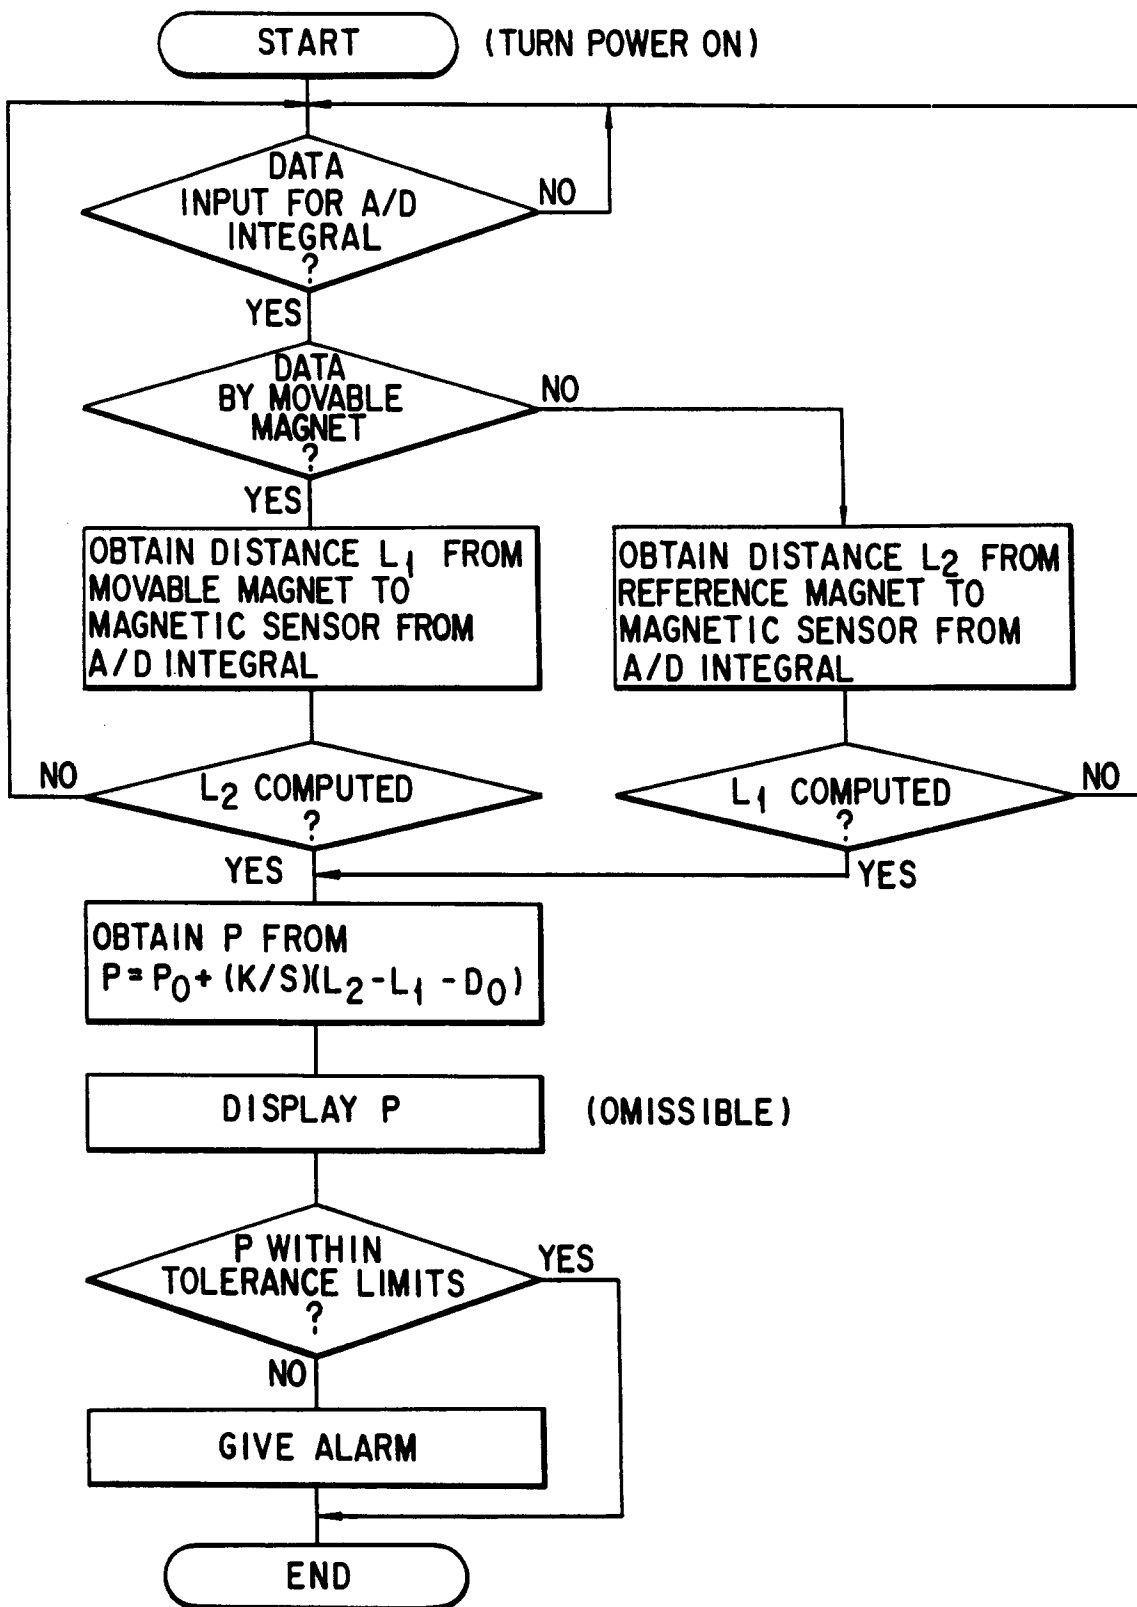 START
(TURN POWER ON)
DATA
INPUT FOR A/D
INTEGRAL
?
NO
YES
DATA
BY MOVABLE
MAGNET
?
NO
YES
OBTAIN DISTANCE L1 FROM
MOVABLE MAGNET TO
MAGNETIC SENSOR FROM
A/D INTEGRAL
OBTAIN DISTANCE L2 FROM
REFERENCE MAGNET TO
MAGNETIC SENSOR FROM
A/D INTEGRAL
NO
L2 COMPUTED
?
YES
L1 COMPUTED
?
NO
YES
OBTAIN P FROM
P=P0+(K/S)(L2-L1-D0)
DISPLAY P
(OMISSIBLE)
P WITHIN
TOLERANCE LIMITS
?
YES
NO
GIVE ALARM
END